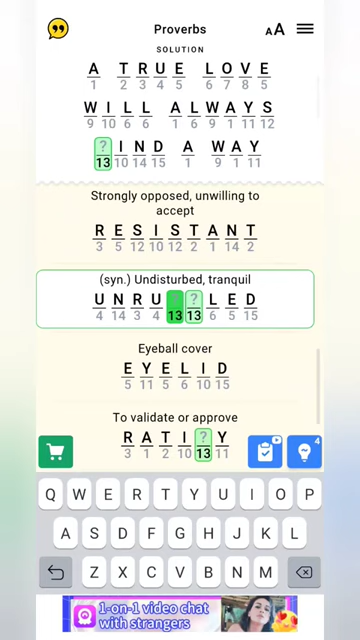 Proverbs
AA
SOLUTION
A TRUE LOVE
1 2 3 4 5 6 7 8 5
WILL ALWAYS
9 10 6 6 1 6 9 1 11 12
?IND A WAY
13 10 14 15 1 9 1 11
Strongly opposed, unwilling to
accept
RESISTANT
3 5 12 10 12 2 1 14 2
(syn.) Undisturbed, tranquil
UNRU??LED
4 14 3 4 13 13 6 5 15
Eyeball cover
EYELID
5 11 5 6 10 15
To validate or approve
RATI?Y
3 1 2 10 13 11
4
Q W E R T Y U I O P
A S D F G H J K L
Z X C V B N M
1-on-1 video chat
with strangers